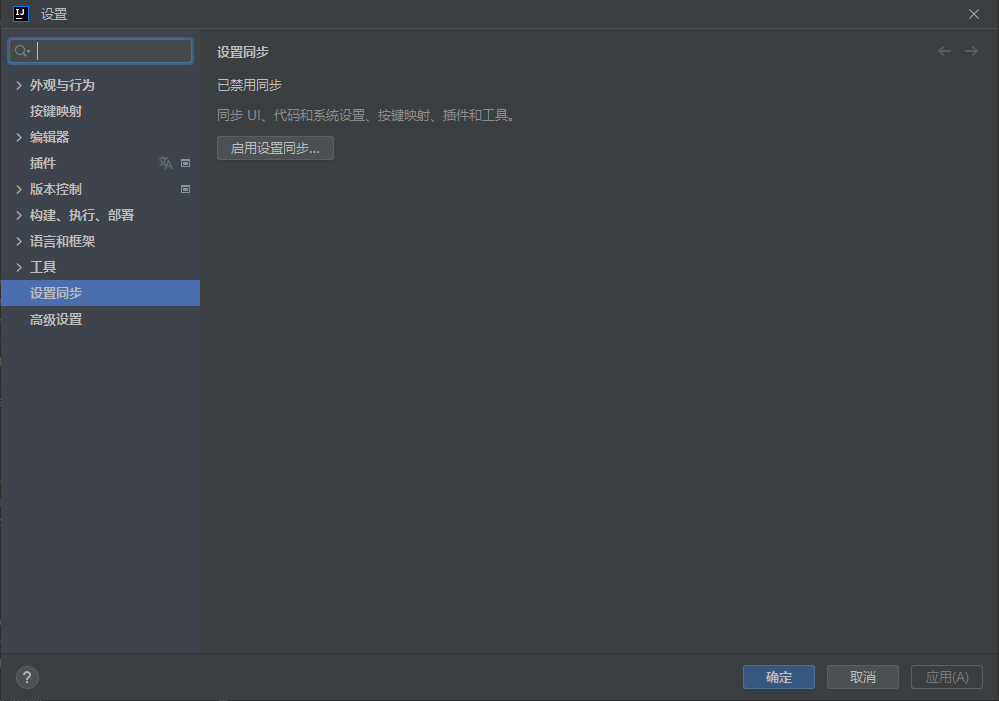 IJ
设置
设置同步
已禁用同步
同步 UI、代码和系统设置、按键映射、插件和工具。
启用设置同步...
外观与行为
按键映射
编辑器
插件
版本控制
构建、执行、部署
语言和框架
工具
设置同步
高级设置
?
确定
取消
应用(A)